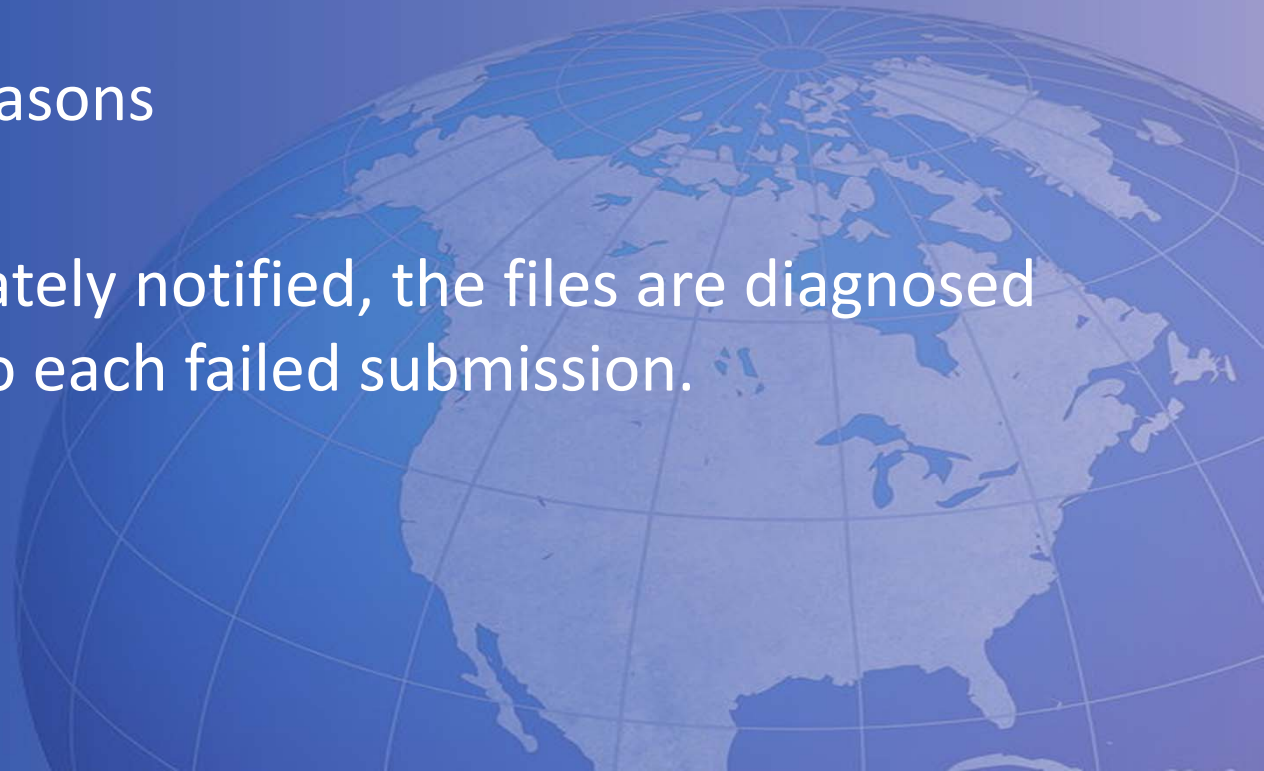 asons
ately notified, the files are diagnosed
o each failed submission.